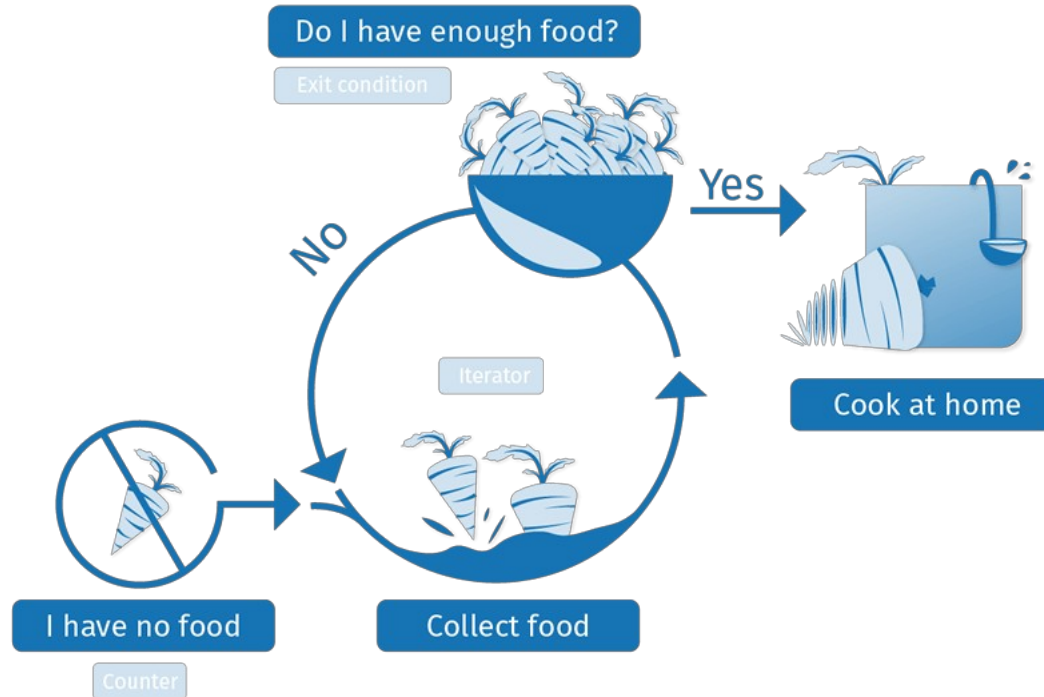 Do I have enough food?
Exit condition
Yes
No
Iterator
Cook at home
I have no food
Collect food
Counter